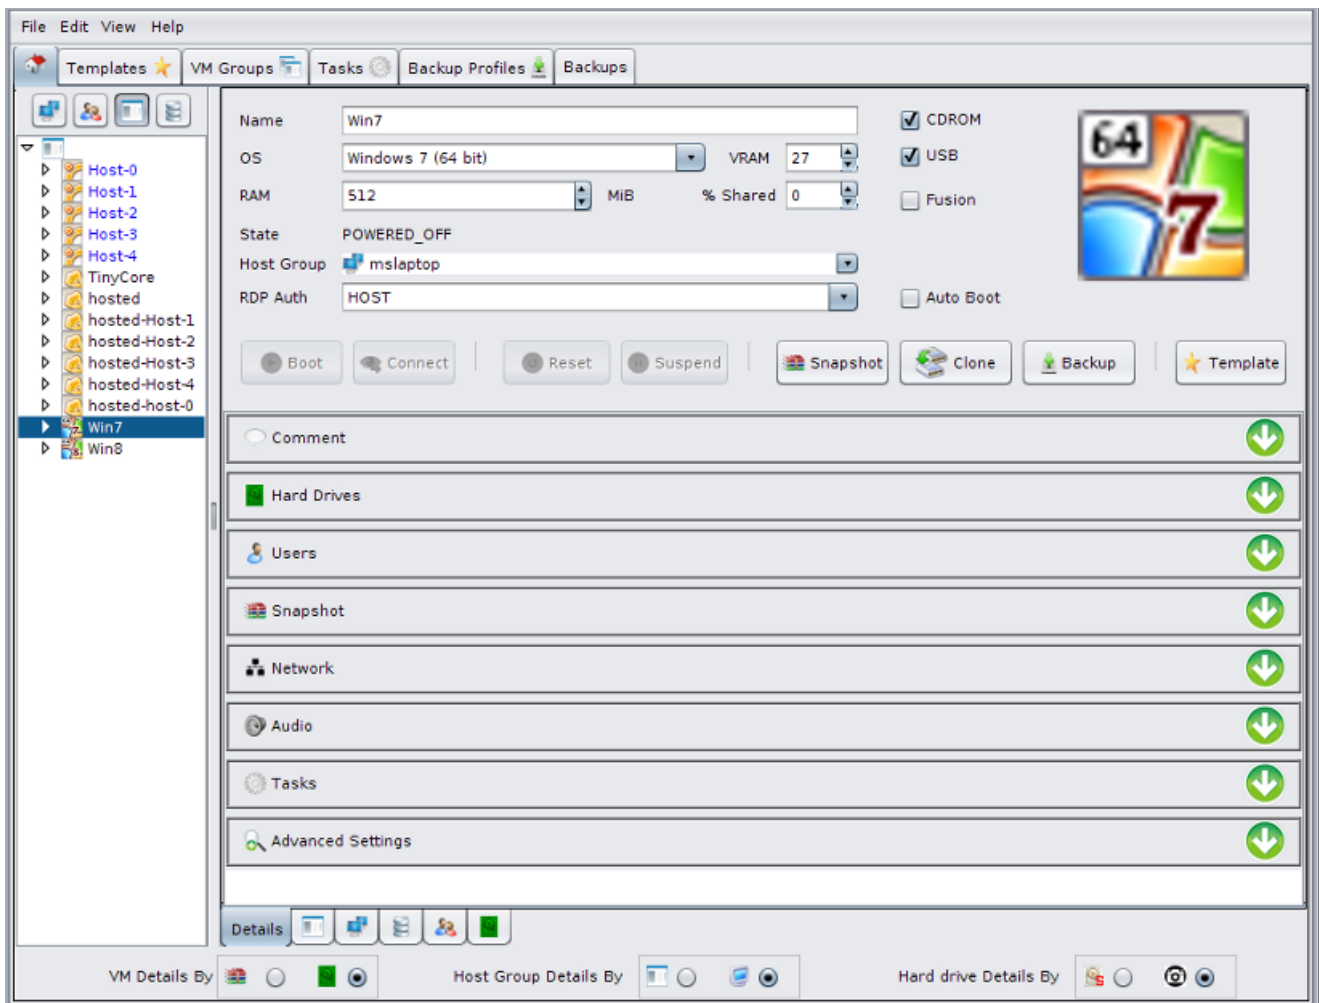 File Edit View Help
Templates VM Groups Tasks Backup Profiles Backups
Host-0
Host-1
Host-2
Host-3
Host-4
TinyCore
hosted
hosted-Host-1
hosted-Host-2
hosted-Host-3
hosted-Host-4
hosted-host-0
Win7
Win8
Name Win7 CDROM
OS Windows 7 (64 bit) VRAM 27 USB
RAM 512 MiB % Shared 0 Fusion
State POWERED_OFF
Host Group mslaptop
RDP Auth HOST Auto Boot
64
7
Boot Connect Reset Suspend Snapshot Clone Backup Template
Comment
Hard Drives
Users
Snapshot
Network
Audio
Tasks
Advanced Settings
Details
VM Details By Host Group Details By Hard drive Details By